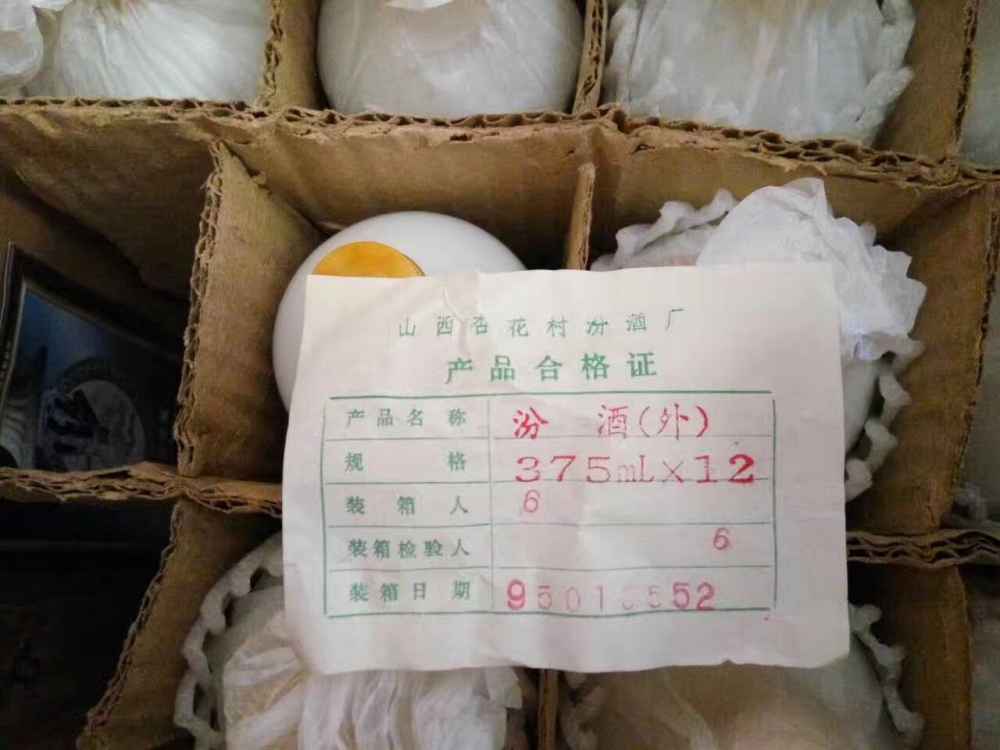 山西杏花村汾酒厂
产品合格证
产品名称 汾 酒(外)
规格 375mL×12
装箱人 6
装箱检验人 6
装箱日期